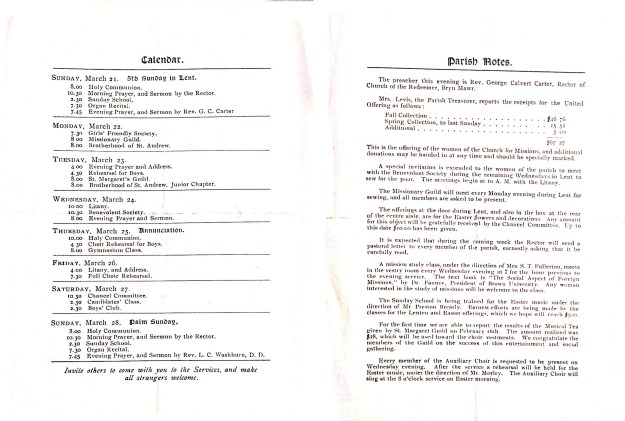 Calendar.
SUNDAY, March 21. 5th Sunday in Lent.
8.00 Holy Communion.
10.30 Morning Prayer, and Sermon by the Rector.
2.30 Sunday School.
7.30 Organ Recital.
7.45 Evening Prayer, and Sermon by Rev. G. C. Carter
MONDAY, March 22.
7.30 Girls' Friendly Society.
8.00 Missionary Guild.
8.00 Brotherhood of St. Andrew.
TUESDAY, March 23.
4.00 Evening Prayer and Address.
4.30 Rehearsal for Boys.
8.00 St. Margaret's Guild.
8.00 Brotherhood of St. Andrew. Junior Chapter.
WEDNESDAY, March 24.
10.00 Litany.
10.30 Benevolent Society.
8.00 Evening Prayer and Sermon.
THURSDAY, March 25. Annunciation.
10.00 Holy Communion.
4.30 Choir Rehearsal for Boys.
8.00 Gymnasium Class.
FRIDAY, March 26.
4.00 Litany, and Address.
7.30 Full Choir Rehearsal.
SATURDAY, March 27.
10.30 Chancel Committee.
2.30 Candidates' Class.
2.30 Boys' Club.
SUNDAY, March 28. Palm Sunday.
8.00 Holy Communion.
10.30 Morning Prayer, and Sermon by the Rector.
2.30 Sunday School.
7.30 Organ Recital.
7.45 Evening Prayer, and Sermon by Rev. L. C. Washburn, D. D.
Invite others to come with you to the Services, and make
all strangers welcome.
Parish Notes.
The preacher this evening is Rev. George Calvert Carter, Rector of
Church of the Redeemer, Bryn Mawr.
Mrs. Levis, the Parish Treasurer, reports the receipts for the United
Offering as follows:
Fall Collection
Spring Collection, to last Sunday
Additional
This is the offering of the women of the Church for Missions, and additional
donations may be handed in at any time and should be specially marked.
A special invitation is extended to the women of the parish to meet
with the Benevolent Society during the remaining Wednesdays in Lent to
sew for the poor. The meetings begin at 10 A. M. with the Litany.
The Missionary Guild will meet every Monday evening during Lent for
sewing, and all members are asked to be present.
The offerings at the door during Lent, and also in the box at the rear
of the centre aisle, are for the Easter flowers and decorations. Any amount
for this object will be gratefully received by the Chancel Committee. Up to
this date has been given.
It is expected that during the coming week the Rector will send a
pastoral letter to every member of the parish, earnestly asking that it be
carefully read.
A mission study class, under the direction of Mrs. S. T. Fullerton, meets
in the vestry room every Wednesday evening at 7 for the hour previous to
the evening service. The text book is "The Social Aspect of Foreign
Missions," by Dr. Faunce, President of Brown University. Any woman
interested in the study of missions will be welcome to the class.
The Sunday School is being trained for the Easter music under the
direction of Mr Preston Brearly. Earnest efforts are being made by the
classes for the Lenten and Easter offerings, which we hope will reach
For the first time we are able to report the results of the Musical Tea
given by St. Margaret Guild on February 16th. The amount realized was
which will be used toward the choir vestments. We congratulate the
members of the Guild on the success of this entertainment and social
gathering.
Every member of the Auxiliary Choir is requested to be present on
Wednesday evening. After the service a rehearsal will be held for the
Easter music, under the direction of Mr. Morley. The Auxiliary Choir will
sing at the 8 o'clock service on Easter morning.